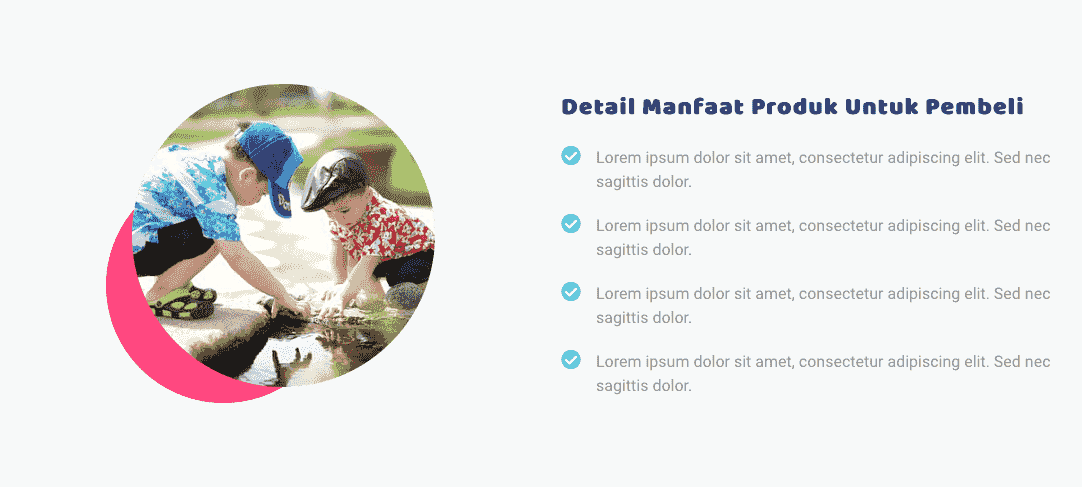 Detail Manfaat Produk Untuk Pembeli
Lorem ipsum dolor sit amet, consectetur adipiscing elit. Sed nec
sagittis dolor.
Lorem ipsum dolor sit amet, consectetur adipiscing elit. Sed nec
sagittis dolor.
Lorem ipsum dolor sit amet, consectetur adipiscing elit. Sed nec
sagittis dolor.
Lorem ipsum dolor sit amet, consectetur adipiscing elit. Sed nec
sagittis dolor.